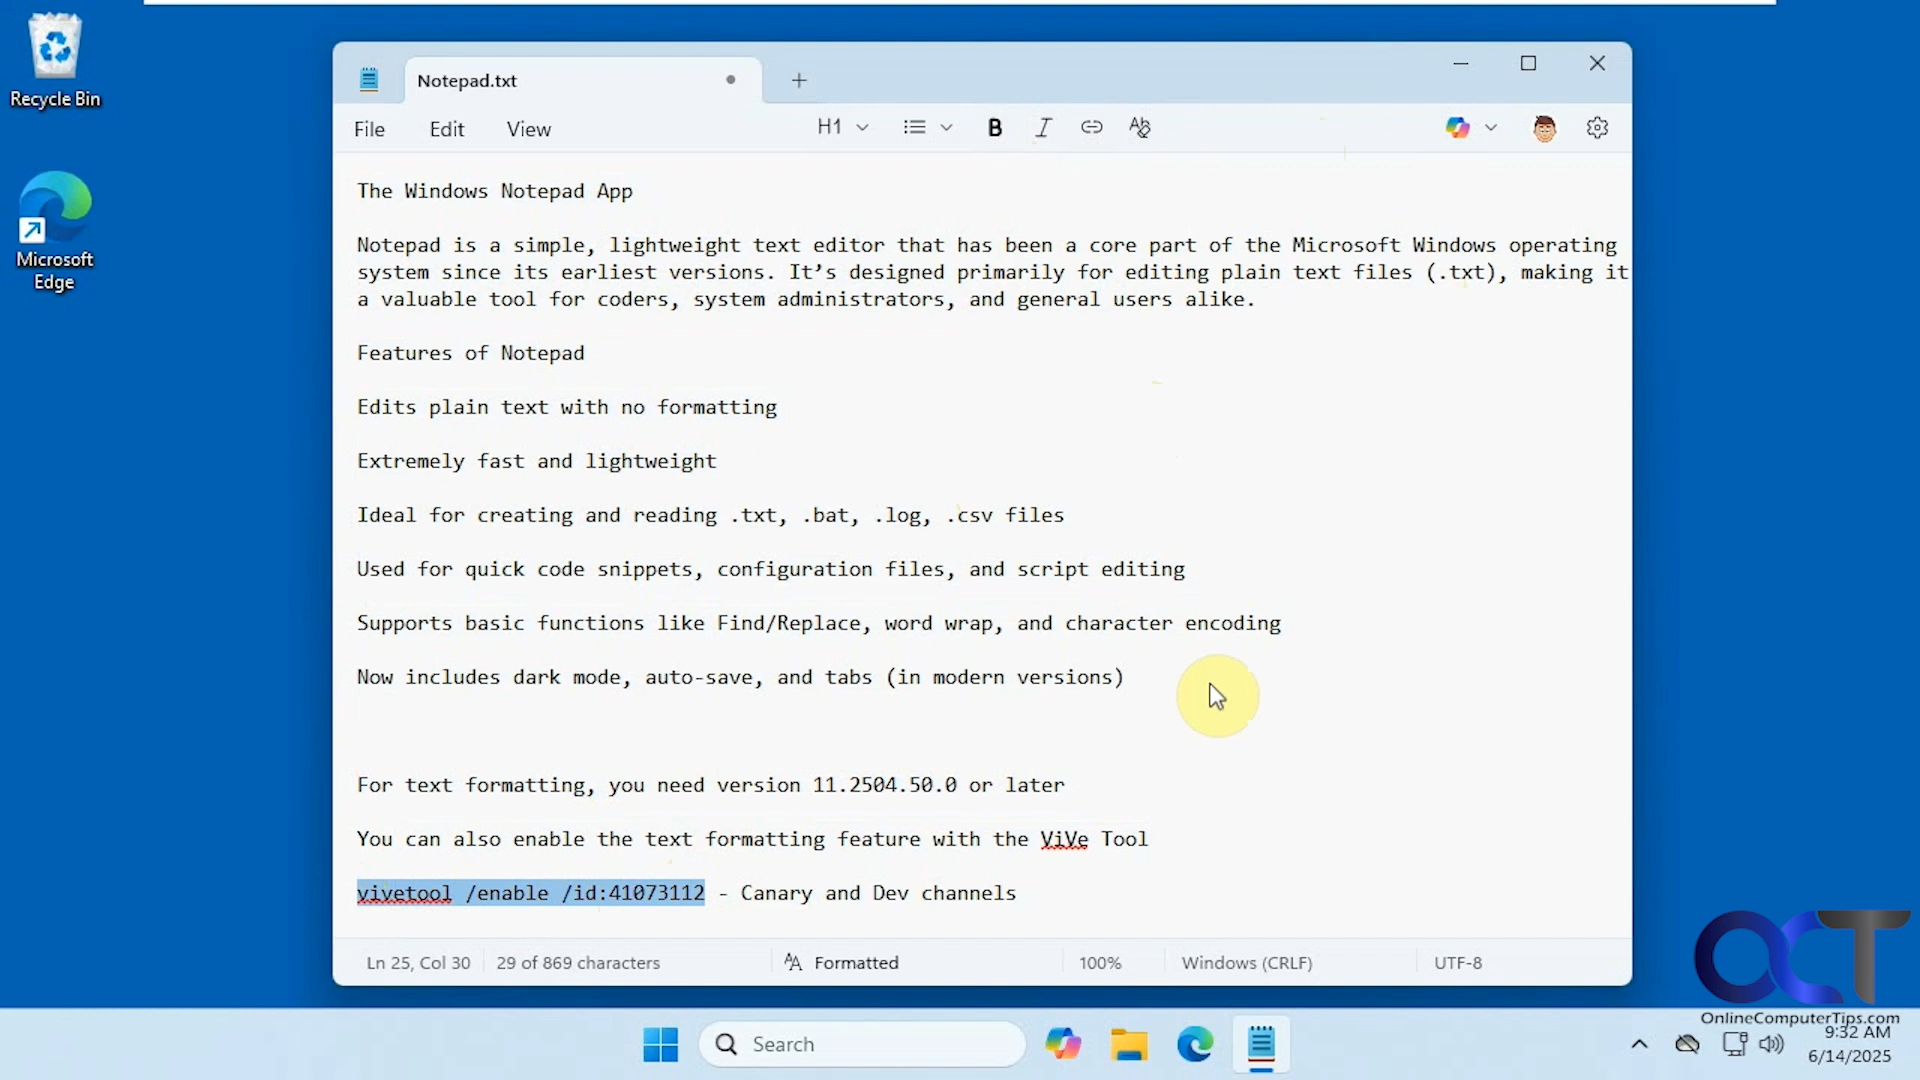 Recycle Bin
Microsoft
Edge
Notepad.txt
File Edit View H1 B I
The Windows Notepad App
Notepad is a simple, lightweight text editor that has been a core part of the Microsoft Windows operating
system since its earliest versions. It’s designed primarily for editing plain text files (.txt), making it
a valuable tool for coders, system administrators, and general users alike.
Features of Notepad
Edits plain text with no formatting
Extremely fast and lightweight
Ideal for creating and reading .txt, .bat, .log, .csv files
Used for quick code snippets, configuration files, and script editing
Supports basic functions like Find/Replace, word wrap, and character encoding
Now includes dark mode, auto-save, and tabs (in modern versions)
For text formatting, you need version 11.2504.50.0 or later
You can also enable the text formatting feature with the ViVe Tool
vivetool /enable /id:41073112 - Canary and Dev channels
Ln 25, Col 30 29 of 869 characters Formatted 100% Windows (CRLF) UTF-8
OCT
OnlineComputerTips.com
Search
9:32 AM
6/14/2025